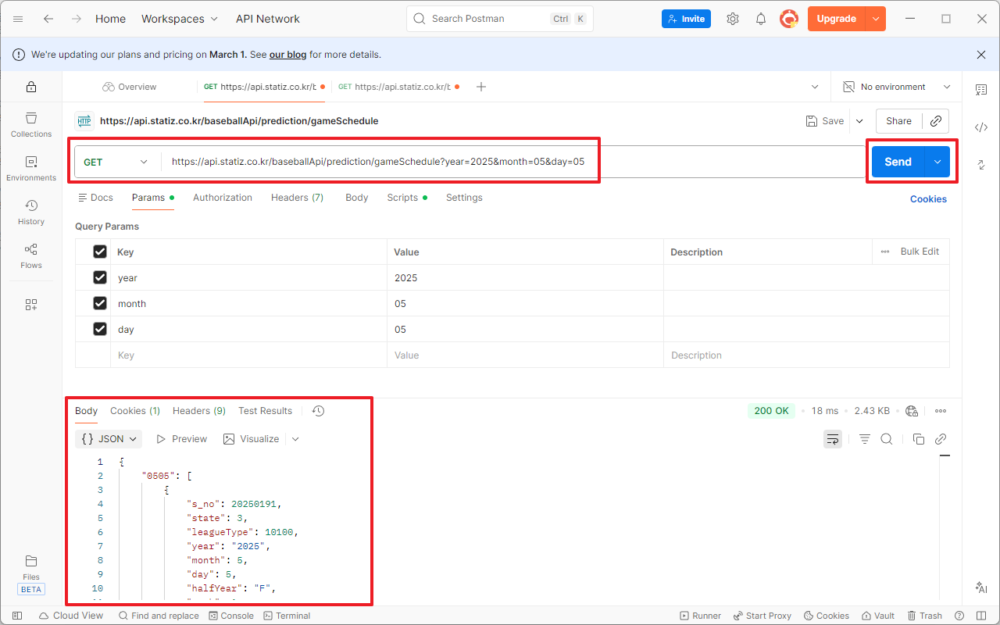 Home Workspaces API Network Search Postman Ctrl K Invite Upgrade
We're updating our plans and pricing on March 1. See our blog for more details.
Overview GET https://api.statiz.co.kr/b GET https://api.statiz.co.kr/b No environment
HTTP https://api.statiz.co.kr/baseballApi/prediction/gameSchedule Save Share
Collections
GET https://api.statiz.co.kr/baseballApi/prediction/gameSchedule?year=2025&month=05&day=05 Send
Environments
Docs Params Authorization Headers (7) Body Scripts Settings Cookies
History
Query Params
Key Value Description Bulk Edit
Flows
year 2025
month 05
day 05
Key Value Description
Body Cookies (1) Headers (9) Test Results 200 OK 18 ms 2.43 KB
{} JSON Preview Visualize
1 {
2 "0505": [
3 {
4 "s_no": 20250191,
5 "state": 3,
6 "leagueType": 10100,
7 "year": "2025",
8 "month": 5,
9 "day": 5,
10 "halfYear": "F",
Files
BETA
AI
Cloud View Find and replace Console Terminal Runner Start Proxy Cookies Vault Trash